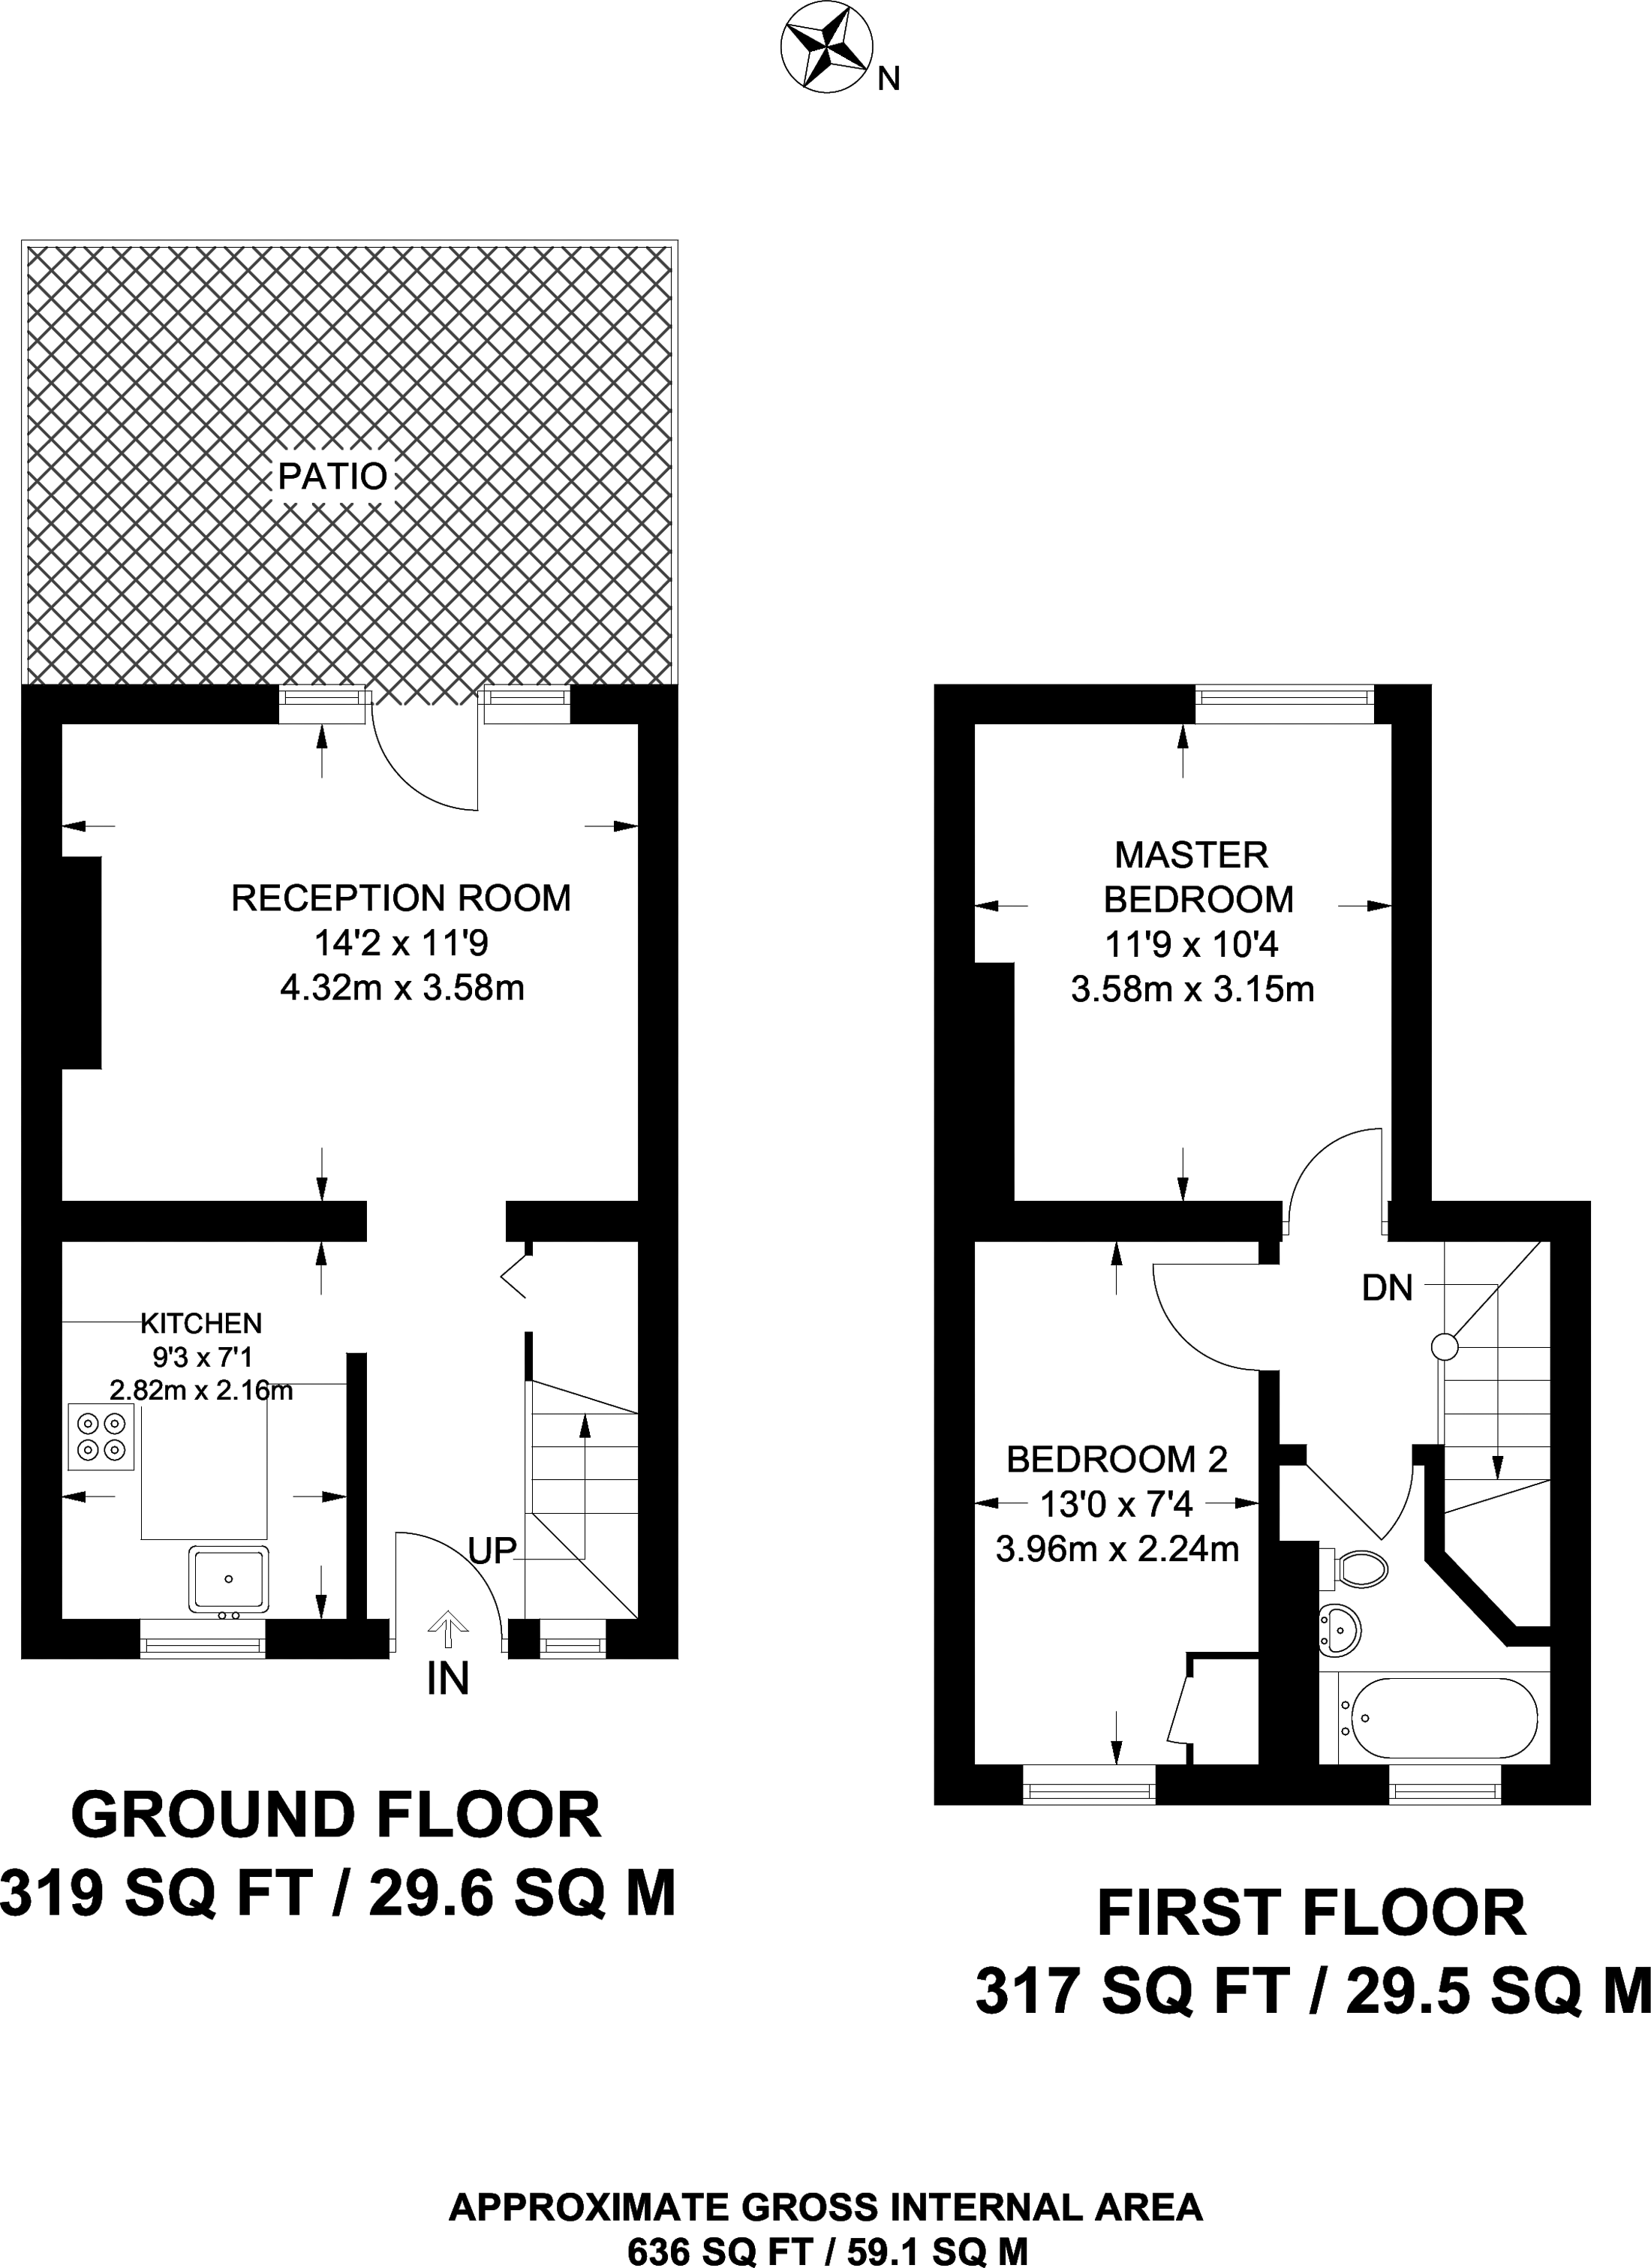 N
PATIO
RECEPTION ROOM
14'2 x 11'9
4.32m x 3.58m
KITCHEN
9'3 x 7'1
2.82m x 2.16m
UP
IN
GROUND FLOOR
319 SQ FT / 29.6 SQ M
MASTER
BEDROOM
11'9 x 10'4
3.58m x 3.15m
DN
BEDROOM 2
13'0 x 7'4
3.96m x 2.24m
FIRST FLOOR
317 SQ FT / 29.5 SQ M
APPROXIMATE GROSS INTERNAL AREA
636 SQ FT / 59.1 SQ M